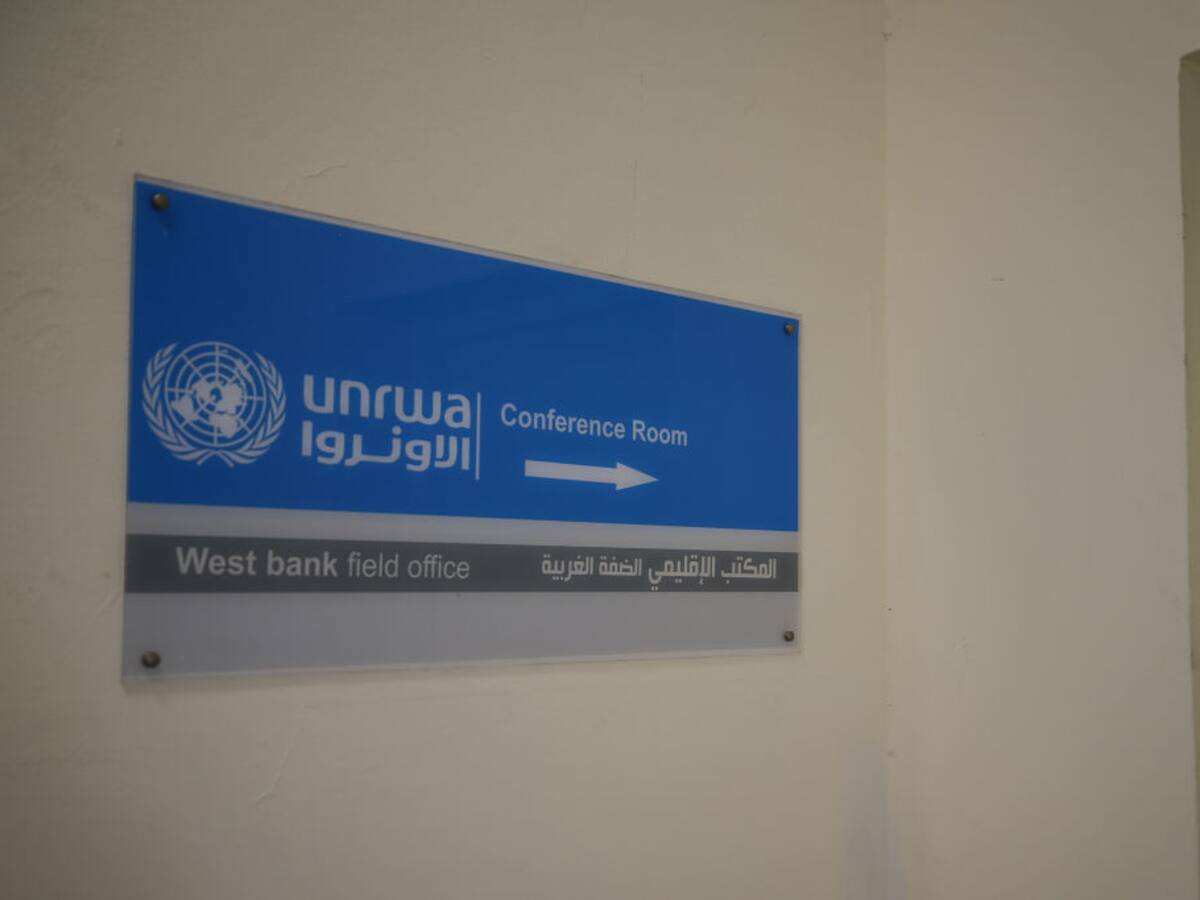 unrwa
الاونروا
Conference Room
West bank field office
المكتب الإقليمي الضفة الغربية